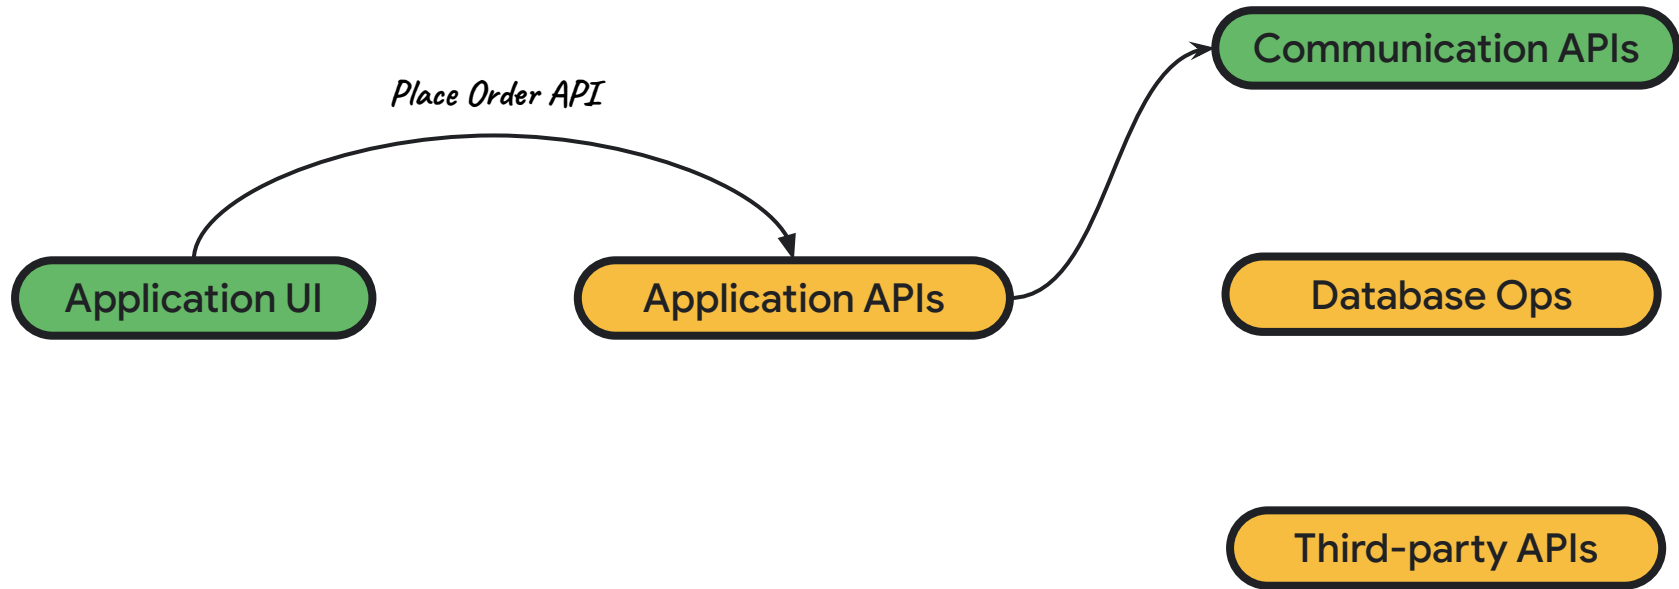 Communication APIs
Place Order API
Application UI
Application APIs
Database Ops
Third-party APIs